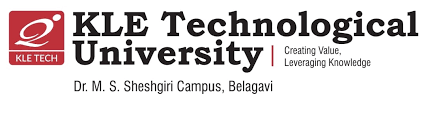 KLE TECH
KLE Technological
University
Creating Value,
Leveraging Knowledge
Dr. M. S. Sheshgiri Campus, Belagavi